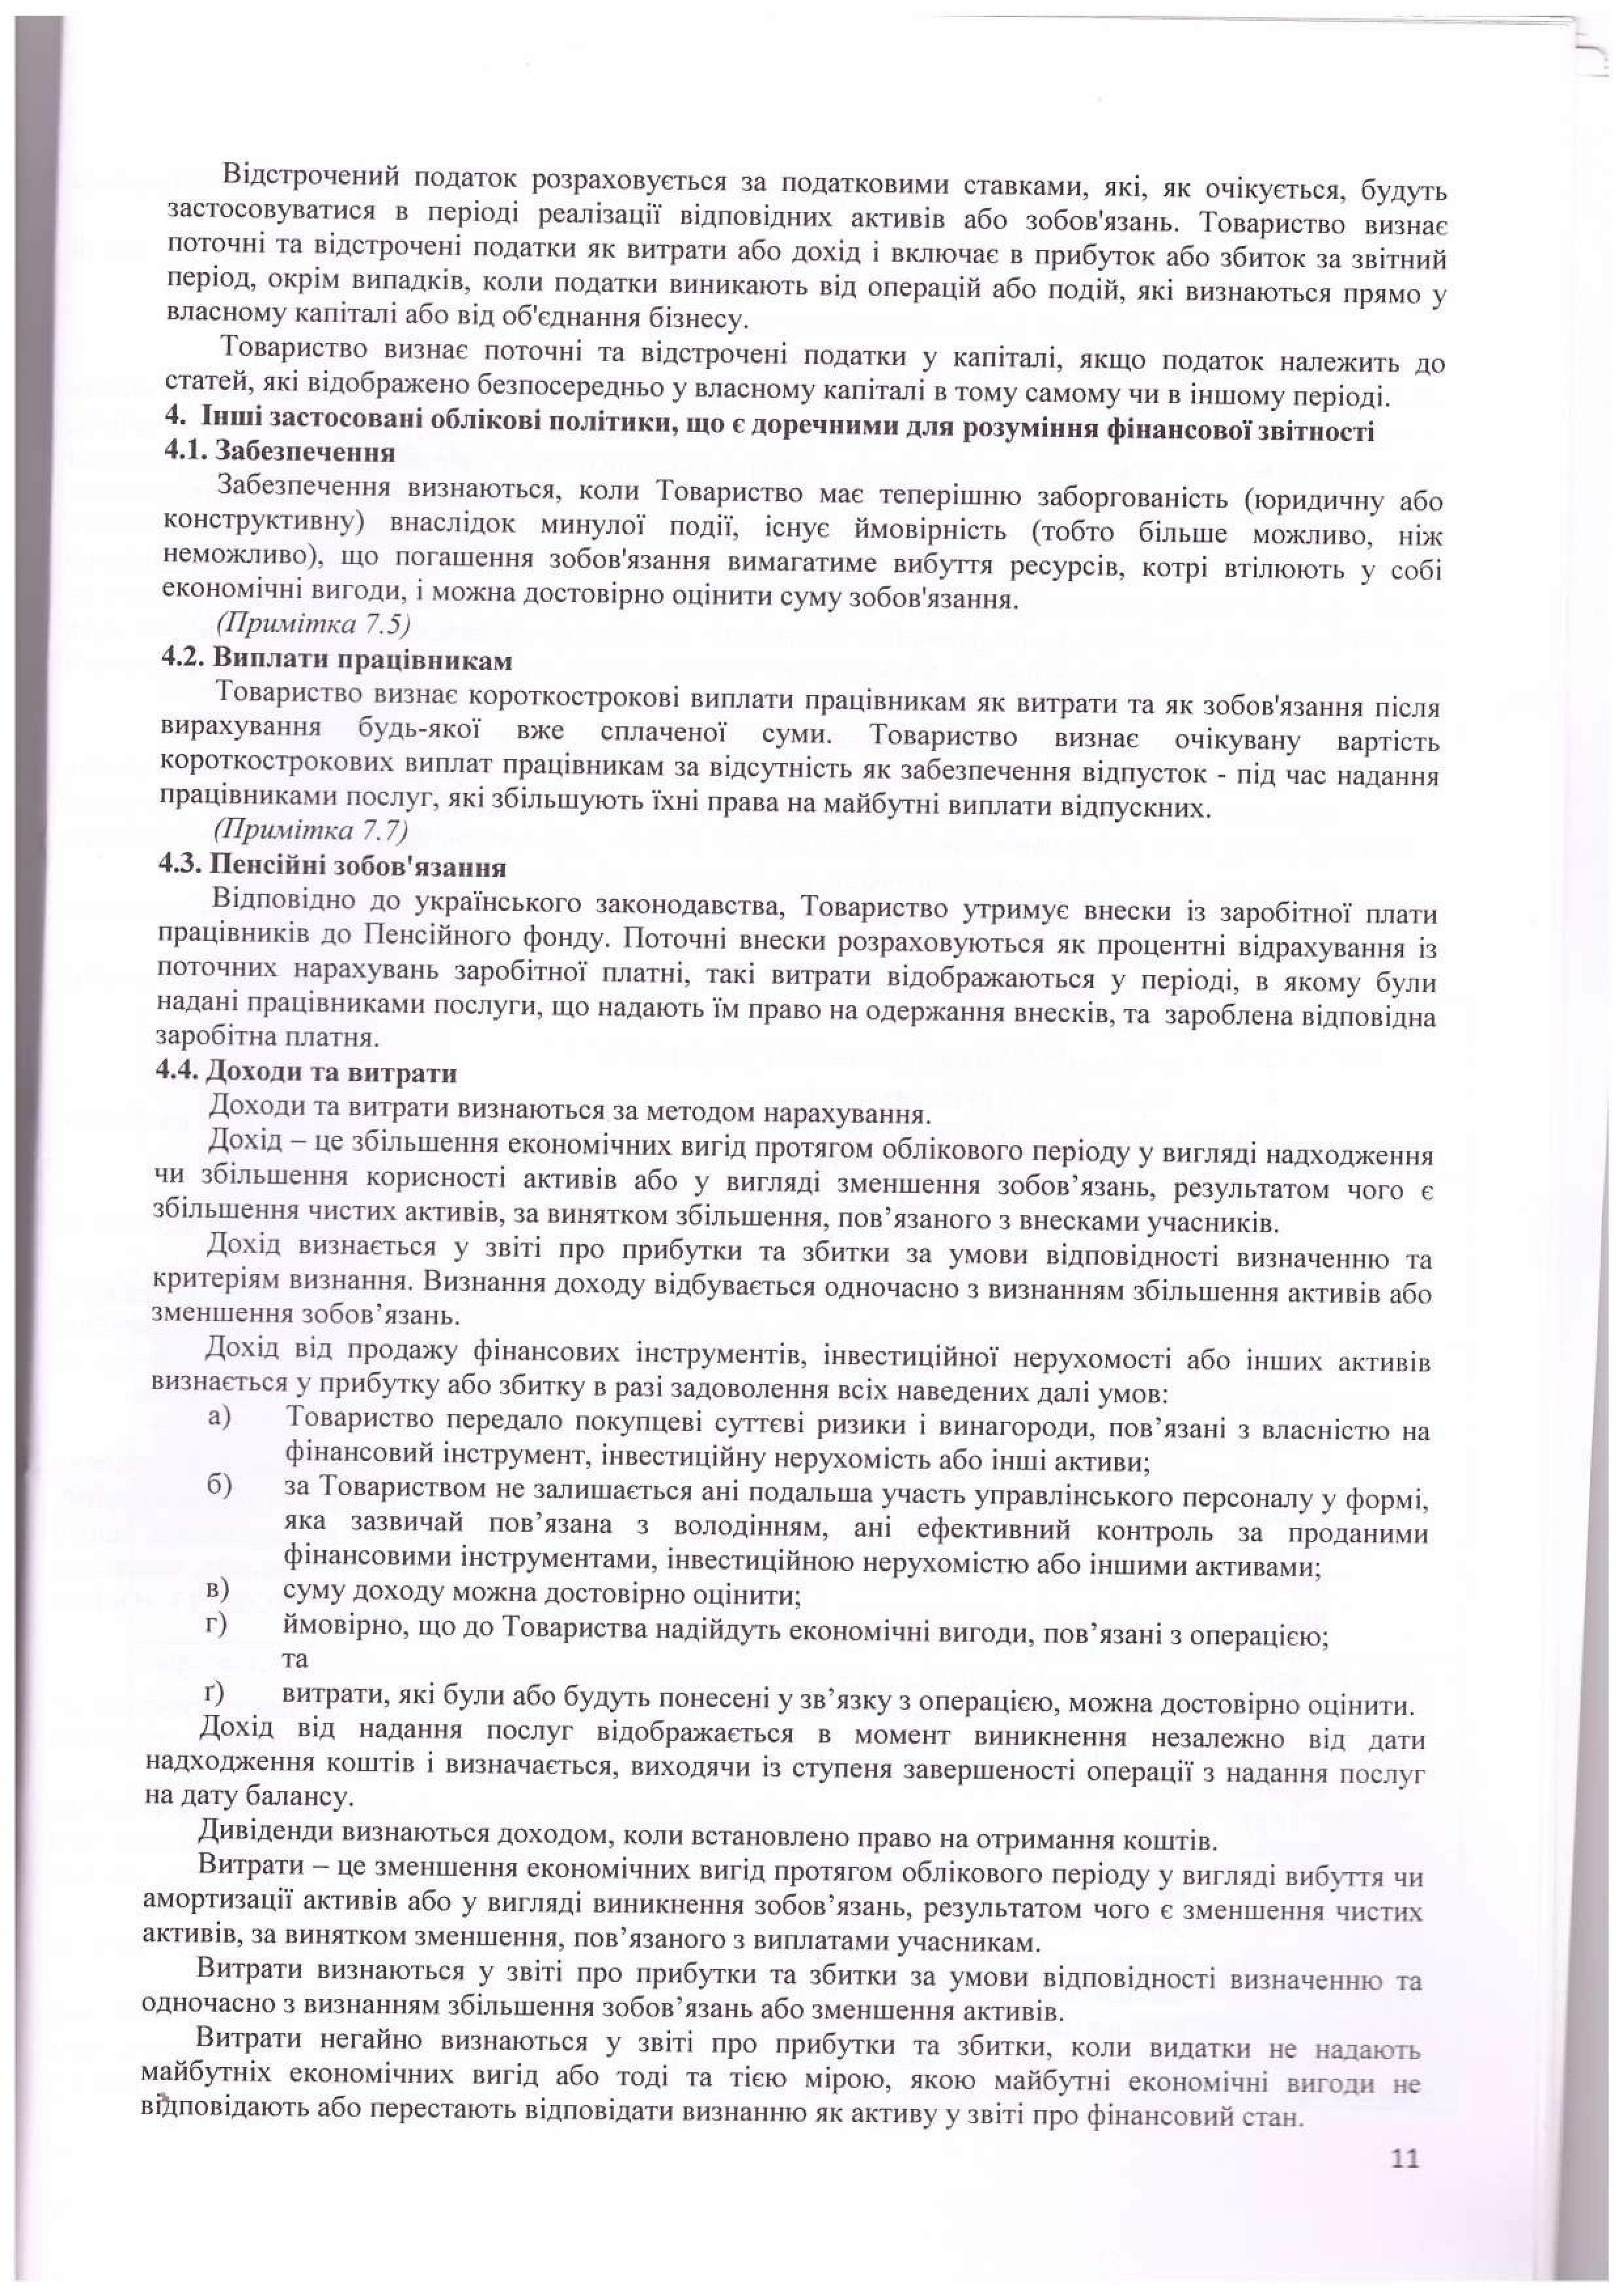 Відстрочений податок розраховується за податковими ставками, які, як очікується, будуть
застосовуватися в періоді реалізації відповідних активів або зобов'язань. Товариство визнає
поточні та відстрочені податки як витрати або дохід і включає в прибуток або збиток за звітний
період, окрім випадків, коли податки виникають від операцій або подій, які визнаються прямо у
власному капіталі або від об'єднання бізнесу.
Товариство визнає поточні та відстрочені податки у капіталі, якщо податок належить до
статей, які відображено безпосередньо у власному капіталі в тому самому чи в іншому періоді.
4. Інші застосовані облікові політики, що є доречними для розуміння фінансової звітності
4.1. Забезпечення
Забезпечення визнаються, коли Товариство має теперішню заборгованість (юридичну або
конструктивну) внаслідок минулої події, існує ймовірність (тобто більше можливо, ніж
неможливо), що погашення зобов'язання вимагатиме вибуття ресурсів, котрі втілюють у собі
економічні вигоди, і можна достовірно оцінити суму зобов'язання.
(Примітка 7.5)
4.2. Виплати працівникам
Товариство визнає короткострокові виплати працівникам як витрати та як зобов'язання після
вирахування будь-якої вже сплаченої суми. Товариство визнає очікувану вартість
короткострокових виплат працівникам за відсутність як забезпечення відпусток - під час надання
працівниками послуг, які збільшують їхні права на майбутні виплати відпускних.
(Примітка 7.7)
4.3. Пенсійні зобов'язання
Відповідно до українського законодавства, Товариство утримує внески із заробітної плати
працівників до Пенсійного фонду. Поточні внески розраховуються як процентні відрахування із
поточних нарахувань заробітної платні, такі витрати відображаються у періоді, в якому були
надані працівниками послуги, що надають їм право на одержання внесків, та зароблена відповідна
заробітна платня.
4.4. Доходи та витрати
Доходи та витрати визнаються за методом нарахування.
Дохід – це збільшення економічних вигід протягом облікового періоду у вигляді надходження
чи збільшення корисності активів або у вигляді зменшення зобов’язань, результатом чого є
збільшення чистих активів, за винятком збільшення, пов’язаного з внесками учасників.
Дохід визнається у звіті про прибутки та збитки за умови відповідності визначенню та
критеріям визнання. Визнання доходу відбувається одночасно з визнанням збільшення активів або
зменшення зобов’язань.
Дохід від продажу фінансових інструментів, інвестиційної нерухомості або інших активів
визнається у прибутку або збитку в разі задоволення всіх наведених далі умов:
а) Товариство передало покупцеві суттєві ризики і винагороди, пов’язані з власністю на
фінансовий інструмент, інвестиційну нерухомість або інші активи;
б) за Товариством не залишається ані подальша участь управлінського персоналу у формі,
яка зазвичай пов’язана з володінням, ані ефективний контроль за проданими
фінансовими інструментами, інвестиційною нерухомістю або іншими активами;
в) суму доходу можна достовірно оцінити;
г) ймовірно, що до Товариства надійдуть економічні вигоди, пов’язані з операцією;
та
ґ) витрати, які були або будуть понесені у зв’язку з операцією, можна достовірно оцінити.
Дохід від надання послуг відображається в момент виникнення незалежно від дати
надходження коштів і визначається, виходячи із ступеня завершеності операції з надання послуг
на дату балансу.
Дивіденди визнаються доходом, коли встановлено право на отримання коштів.
Витрати – це зменшення економічних вигід протягом облікового періоду у вигляді вибуття чи
амортизації активів або у вигляді виникнення зобов’язань, результатом чого є зменшення чистих
активів, за винятком зменшення, пов’язаного з виплатами учасникам.
Витрати визнаються у звіті про прибутки та збитки за умови відповідності визначенню та
одночасно з визнанням збільшення зобов’язань або зменшення активів.
Витрати негайно визнаються у звіті про прибутки та збитки, коли видатки не надають
майбутніх економічних вигід або тоді та тією мірою, якою майбутні економічні вигоди не
відповідають або перестають відповідати визнанню як активу у звіті про фінансовий стан.
11